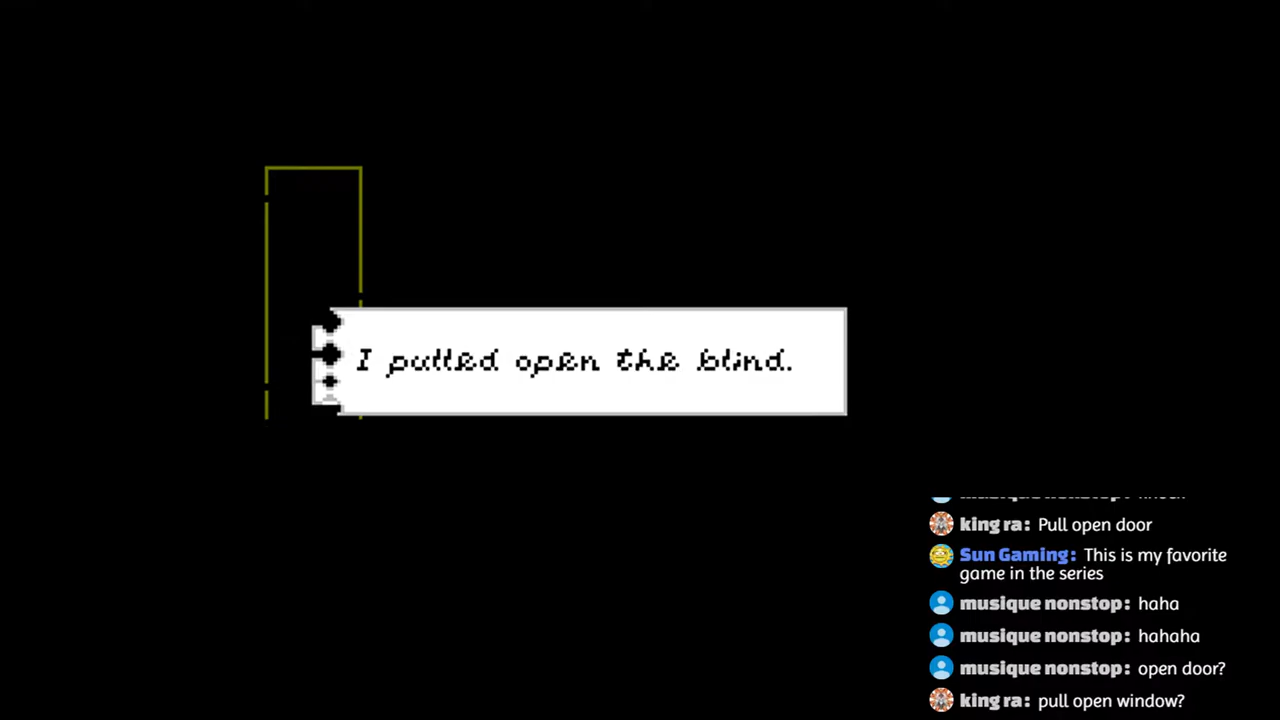 I pulled open the blind.
king ra: Pull open door
Sun Gaming: This is my favorite
game in the series
musique nonstop: haha
musique nonstop: hahaha
musique nonstop: open door?
king ra: pull open window?